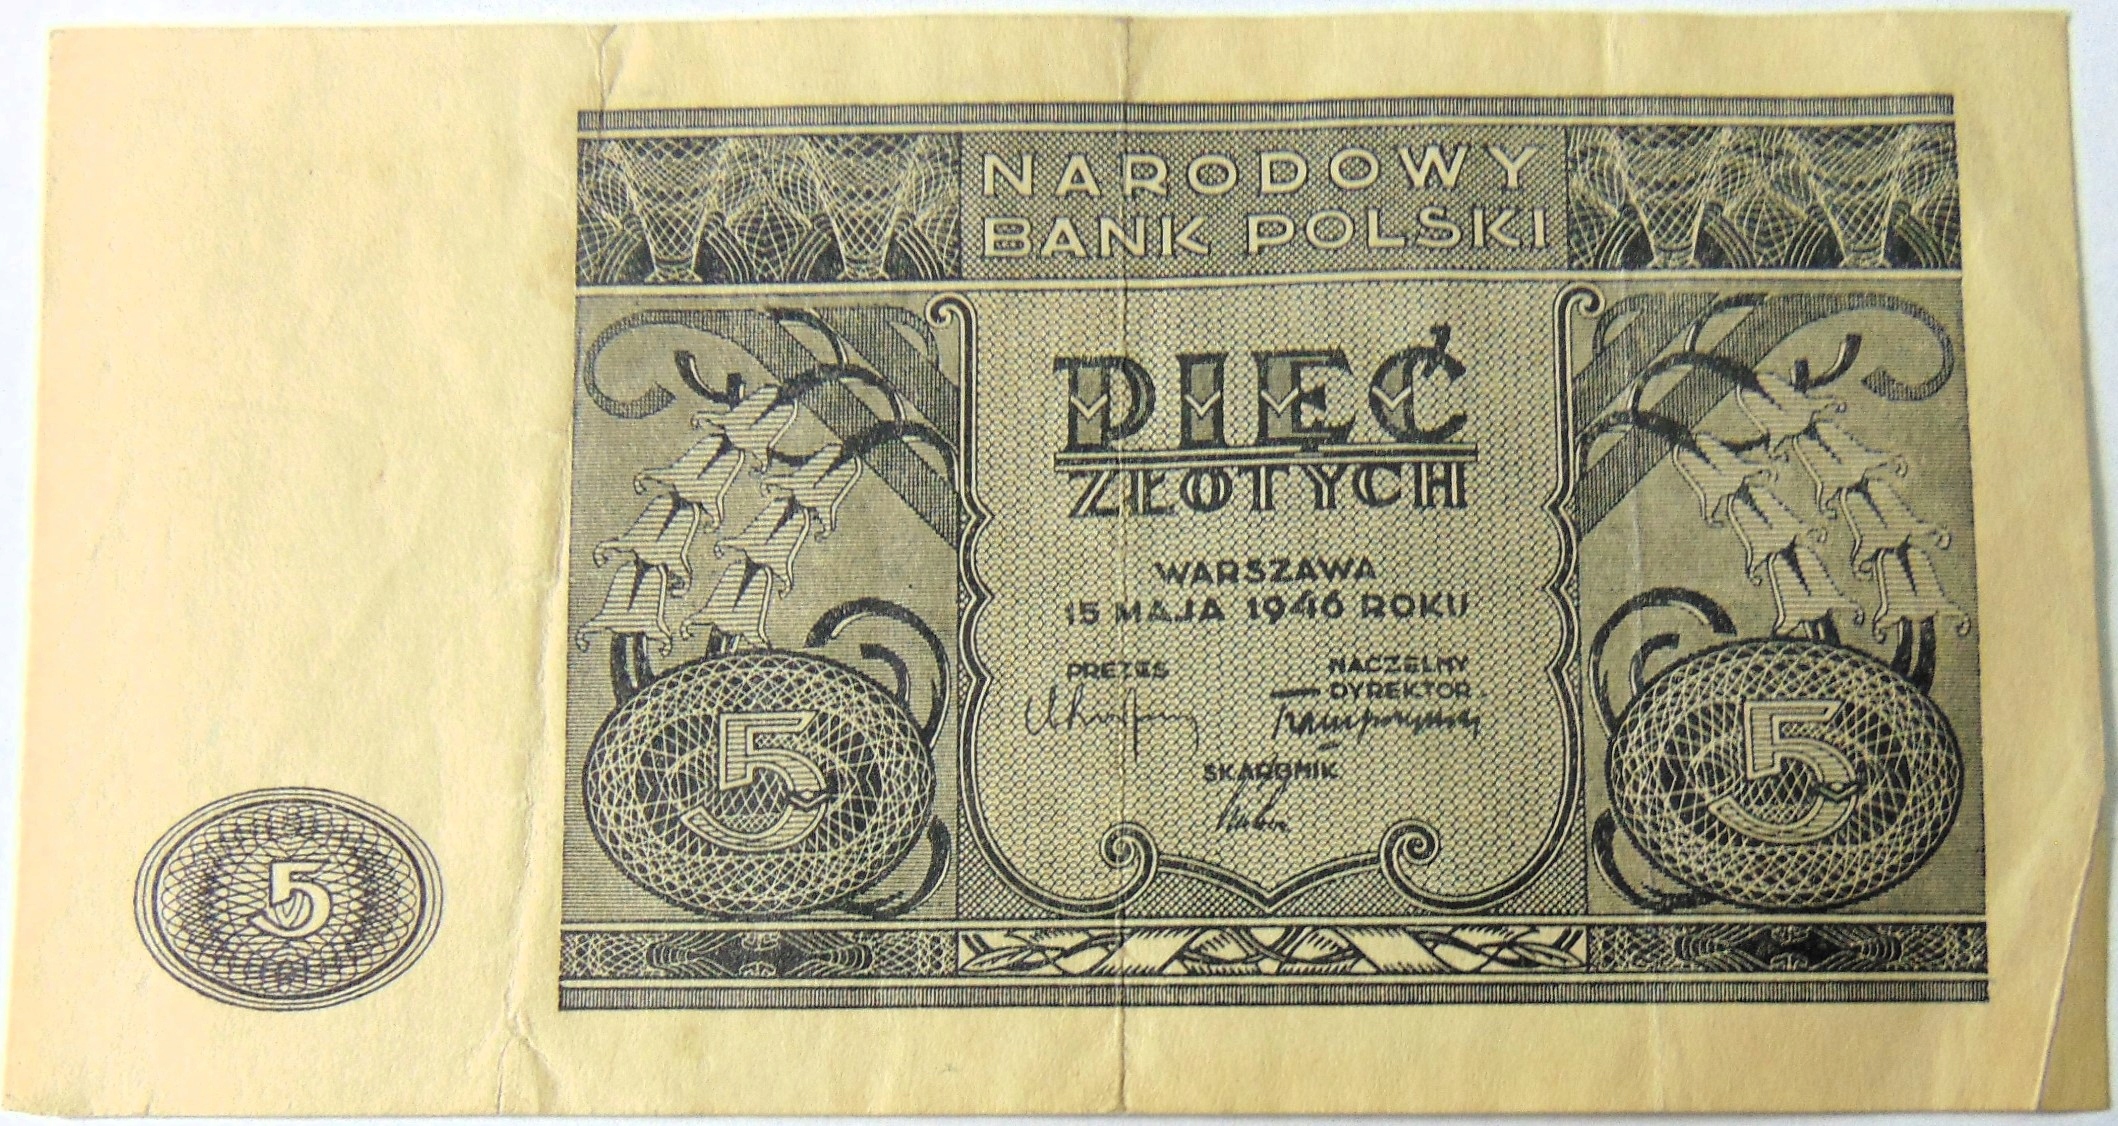 NARODOWY
BANK POLSKI
PIĘĆ
ZŁOTYCH
WARSZAWA
15 MAJA 1946 ROKU
PREZES
NACZELNY
DYREKTOR
SKARBNIK
5
5
5